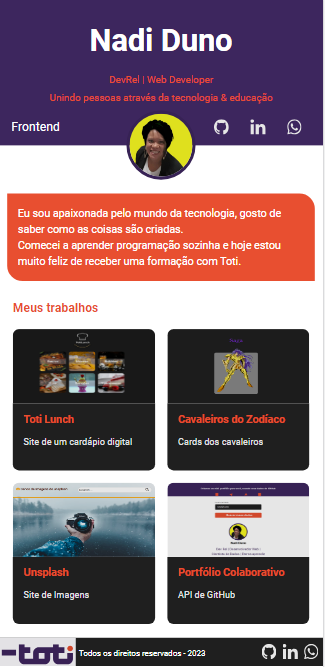 Nadi Duno
DevRel | Web Developer
Unindo pessoas através da tecnologia & educação
Frontend
Eu sou apaixonada pelo mundo da tecnologia, gosto de
saber como as coisas são criadas.
Comecei a aprender programação sozinha e hoje estou
muito feliz de receber uma formação com Toti.
Meus trabalhos
Toti Lunch
Site de um cardápio digital
Cavaleiros do Zodíaco
Cards dos cavaleiros
Unsplash
Site de Imagens
Portfólio Colaborativo
API de GitHub
toti
Todos os direitos reservados - 2023